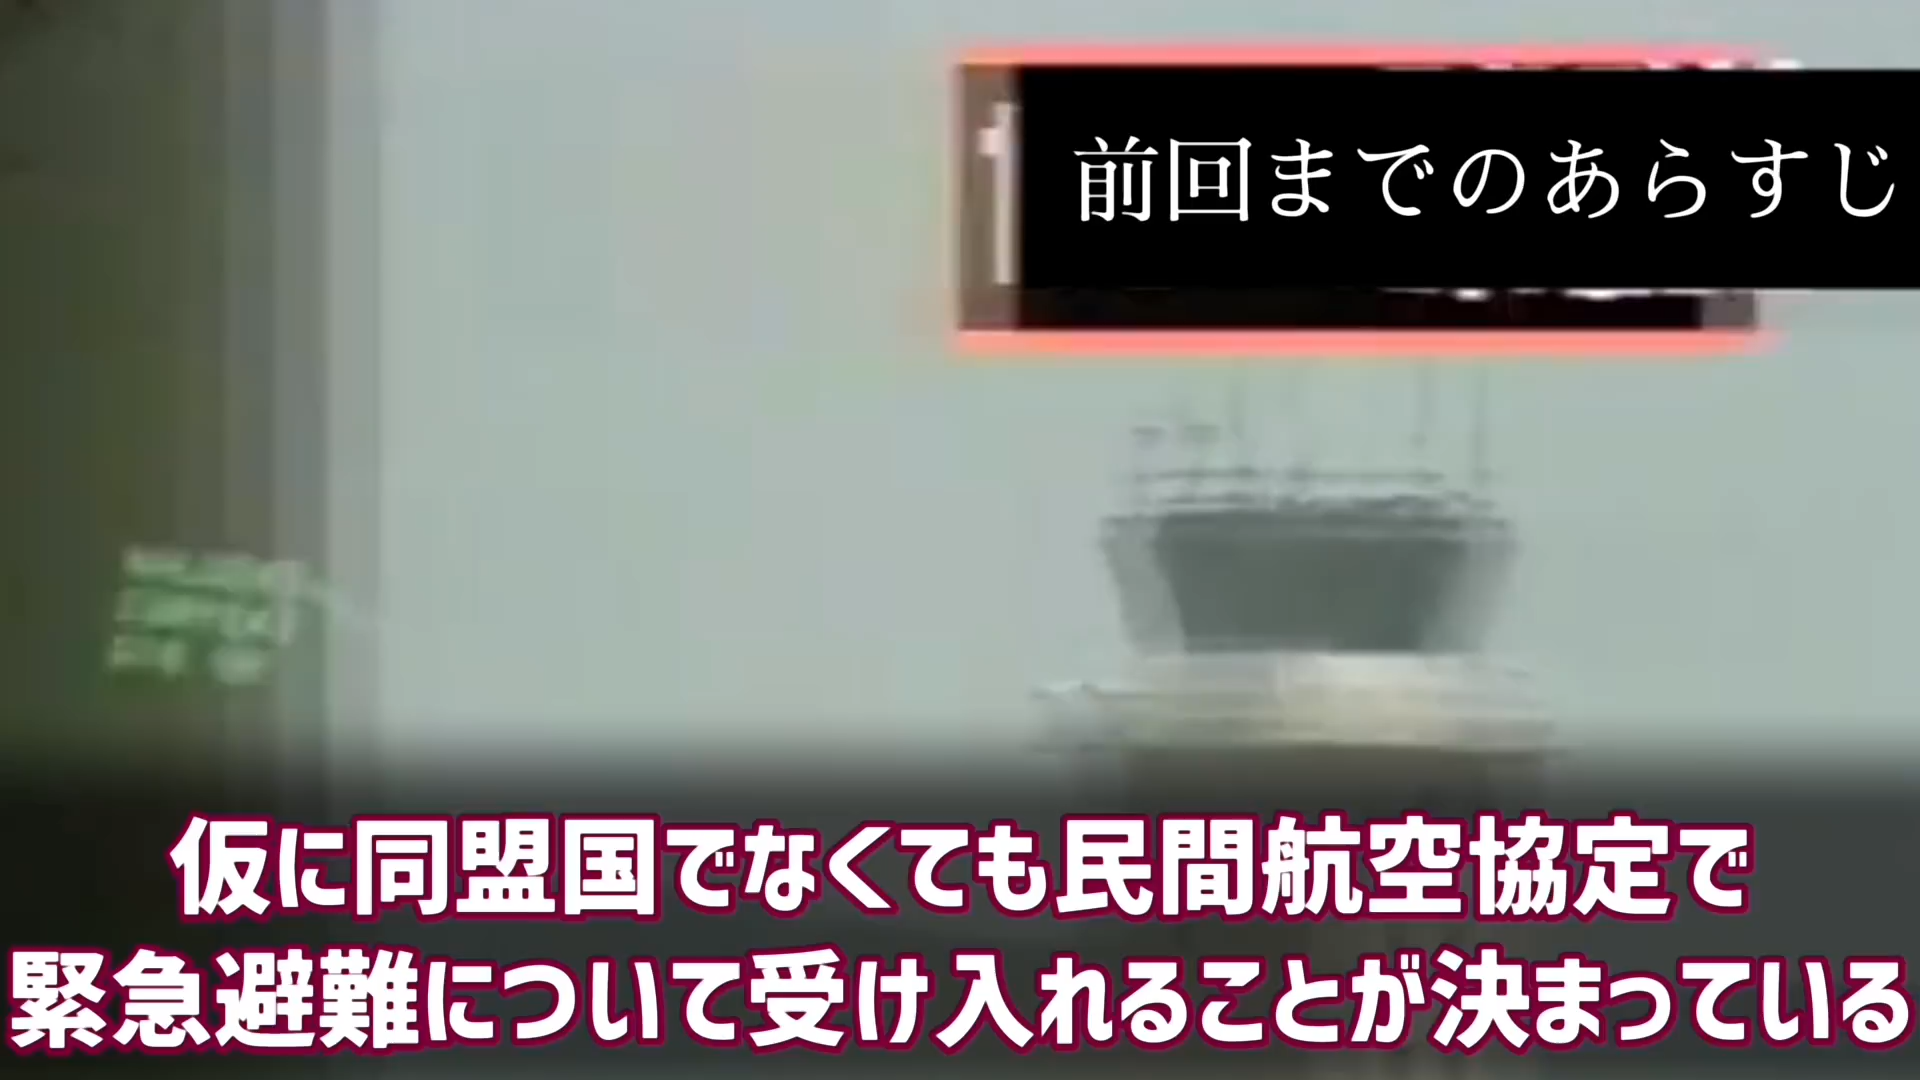 前回までのあらすじ
仮に同盟国でなくても民間航空協定で
緊急避難について受け入れることが決まっている